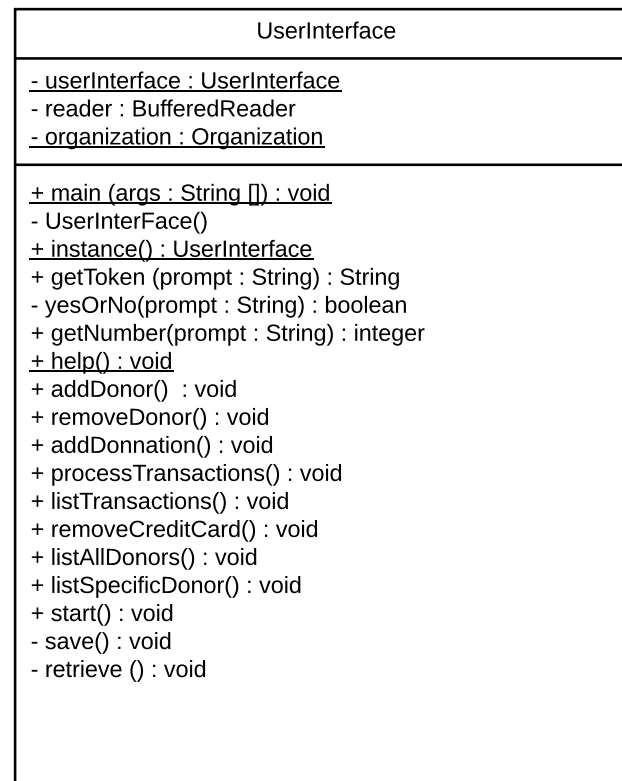 UserInterface
- userInterface : UserInterface
- reader : BufferedReader
- organization : Organization
+ main (args : String []) : void
- UserInterFace()
+ instance() : UserInterface
+ getToken (prompt : String) : String
- yesOrNo(prompt : String) : boolean
+ getNumber(prompt : String) : integer
+ help() : void
+ addDonor()  : void
+ removeDonor() : void
+ addDonnation() : void
+ processTransactions() : void
+ listTransactions() : void
+ removeCreditCard() : void
+ listAllDonors() : void
+ listSpecificDonor() : void
+ start() : void
- save() : void
- retrieve () : void